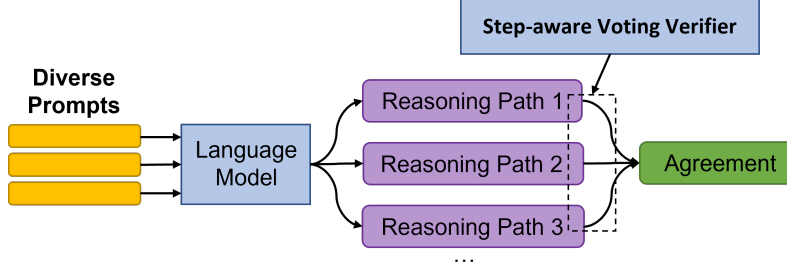 Step-aware Voting Verifier
Diverse
Prompts
Language
Model
Reasoning Path 1
Reasoning Path 2
Reasoning Path 3
...
Agreement